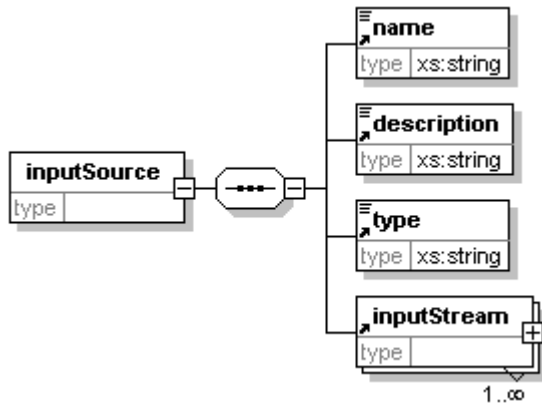 name
type xs:string
description
type xs:string
inputSource
type
type
type xs:string
inputStream
type
1..∞